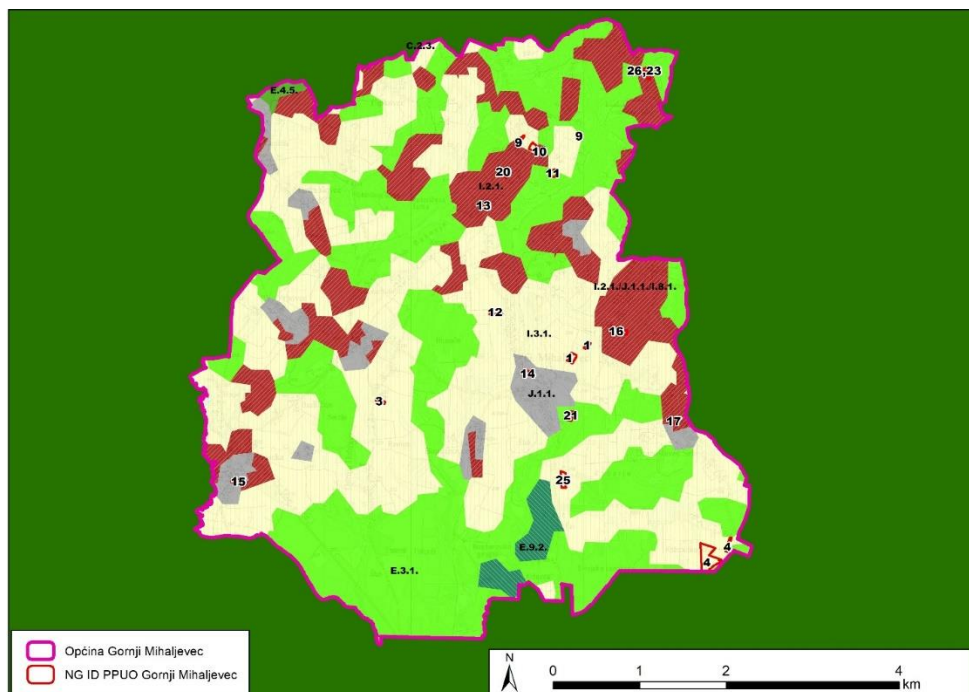 C.2.3.
26,23
E.4.5.
9
9
10
11
20
I.2.1.
13
I.2.1./J.1.1./I.8.1.
12
I.3.1.
16
1
1
14
J.1.1.
3
21
17
15
25
E.9.2.
4
4
E.3.1.
Općina Gornji Mihaljevec
NG ID PPUO Gornji Mihaljevec
N
0 1 2 4
km